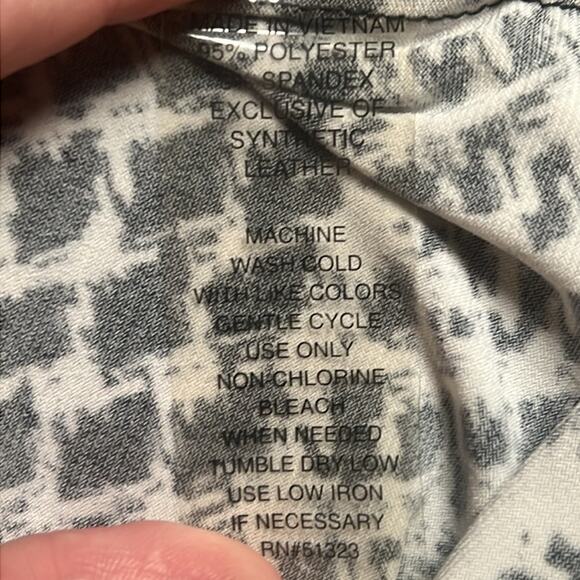 MADE IN VIETNAM
95% POLYESTER
SPANDEX
EXCLUSIVE OF
SYNTHETIC
LEATHER
MACHINE
WASH COLD
WITH LIKE COLORS
GENTLE CYCLE
USE ONLY
NON-CHLORINE
BLEACH
WHEN NEEDED
TUMBLE DRY LOW
USE LOW IRON
IF NECESSARY
RN#51323